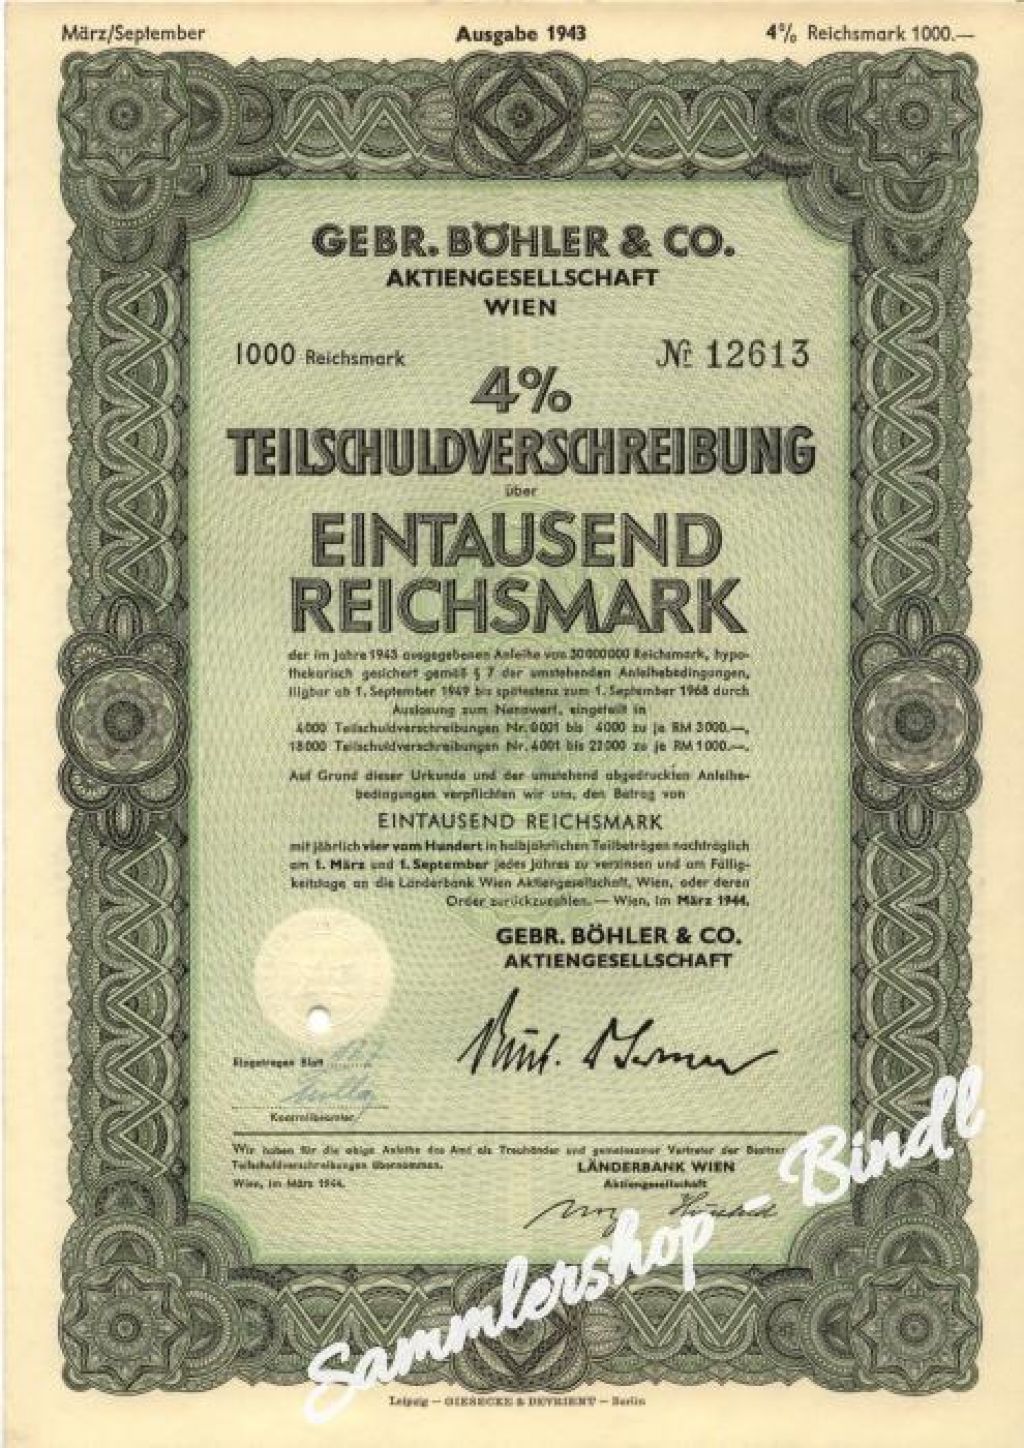 März/September Ausgabe 1943 4% Reichsmark 1000.—
GEBR. BÖHLER & CO.
AKTIENGESELLSCHAFT
WIEN
1000 Reichsmark Nr 12613
4%
TEILSCHULDVERSCHREIBUNG
über
EINTAUSEND
REICHSMARK
der im Jahre 1943 ausgegebenen Anleihe von 30 000 000 Reichsmark, hypo-
thekarisch gesichert gemäß § 7 der umstehenden Anleihebedingungen,
tilgbar ab 1. September 1949 bis spätestens zum 1. September 1968 durch
Auslosung zum Nennwert, eingeteilt in
4000 Teilschuldverschreibungen Nr. 0001 bis 4000 zu je RM 3000.—,
18000 Teilschuldverschreibungen Nr. 4001 bis 22000 zu je RM 1000.—.
Auf Grund dieser Urkunde und der umstehend abgedruckten Anleihe-
bedingungen verpflichten wir uns, den Betrag von
EINTAUSEND REICHSMARK
mit jährlich vier vom Hundert in halbjährlichen Teilbeträgen nachträglich
am 1. März und 1. September jedes Jahres zu verzinsen und am Fällig-
keitstage an die Länderbank Wien Aktiengesellschaft, Wien, oder deren
Order zurückzuzahlen. — Wien, im März 1944.
GEBR. BÖHLER & CO.
AKTIENGESELLSCHAFT
Eingetragen Blatt
Kontrollbeamter
Wir haben für die obige Anleihe das Amt als Treuhänder und gemeinsamer Vertreter der Besitzer
Teilschuldverschreibungen übernommen.
LÄNDERBANK WIEN
Wien, im März 1944. Aktiengesellschaft
Sammlershop - Bindl
Leipzig — GIESECKE & DEVRIENT — Berlin